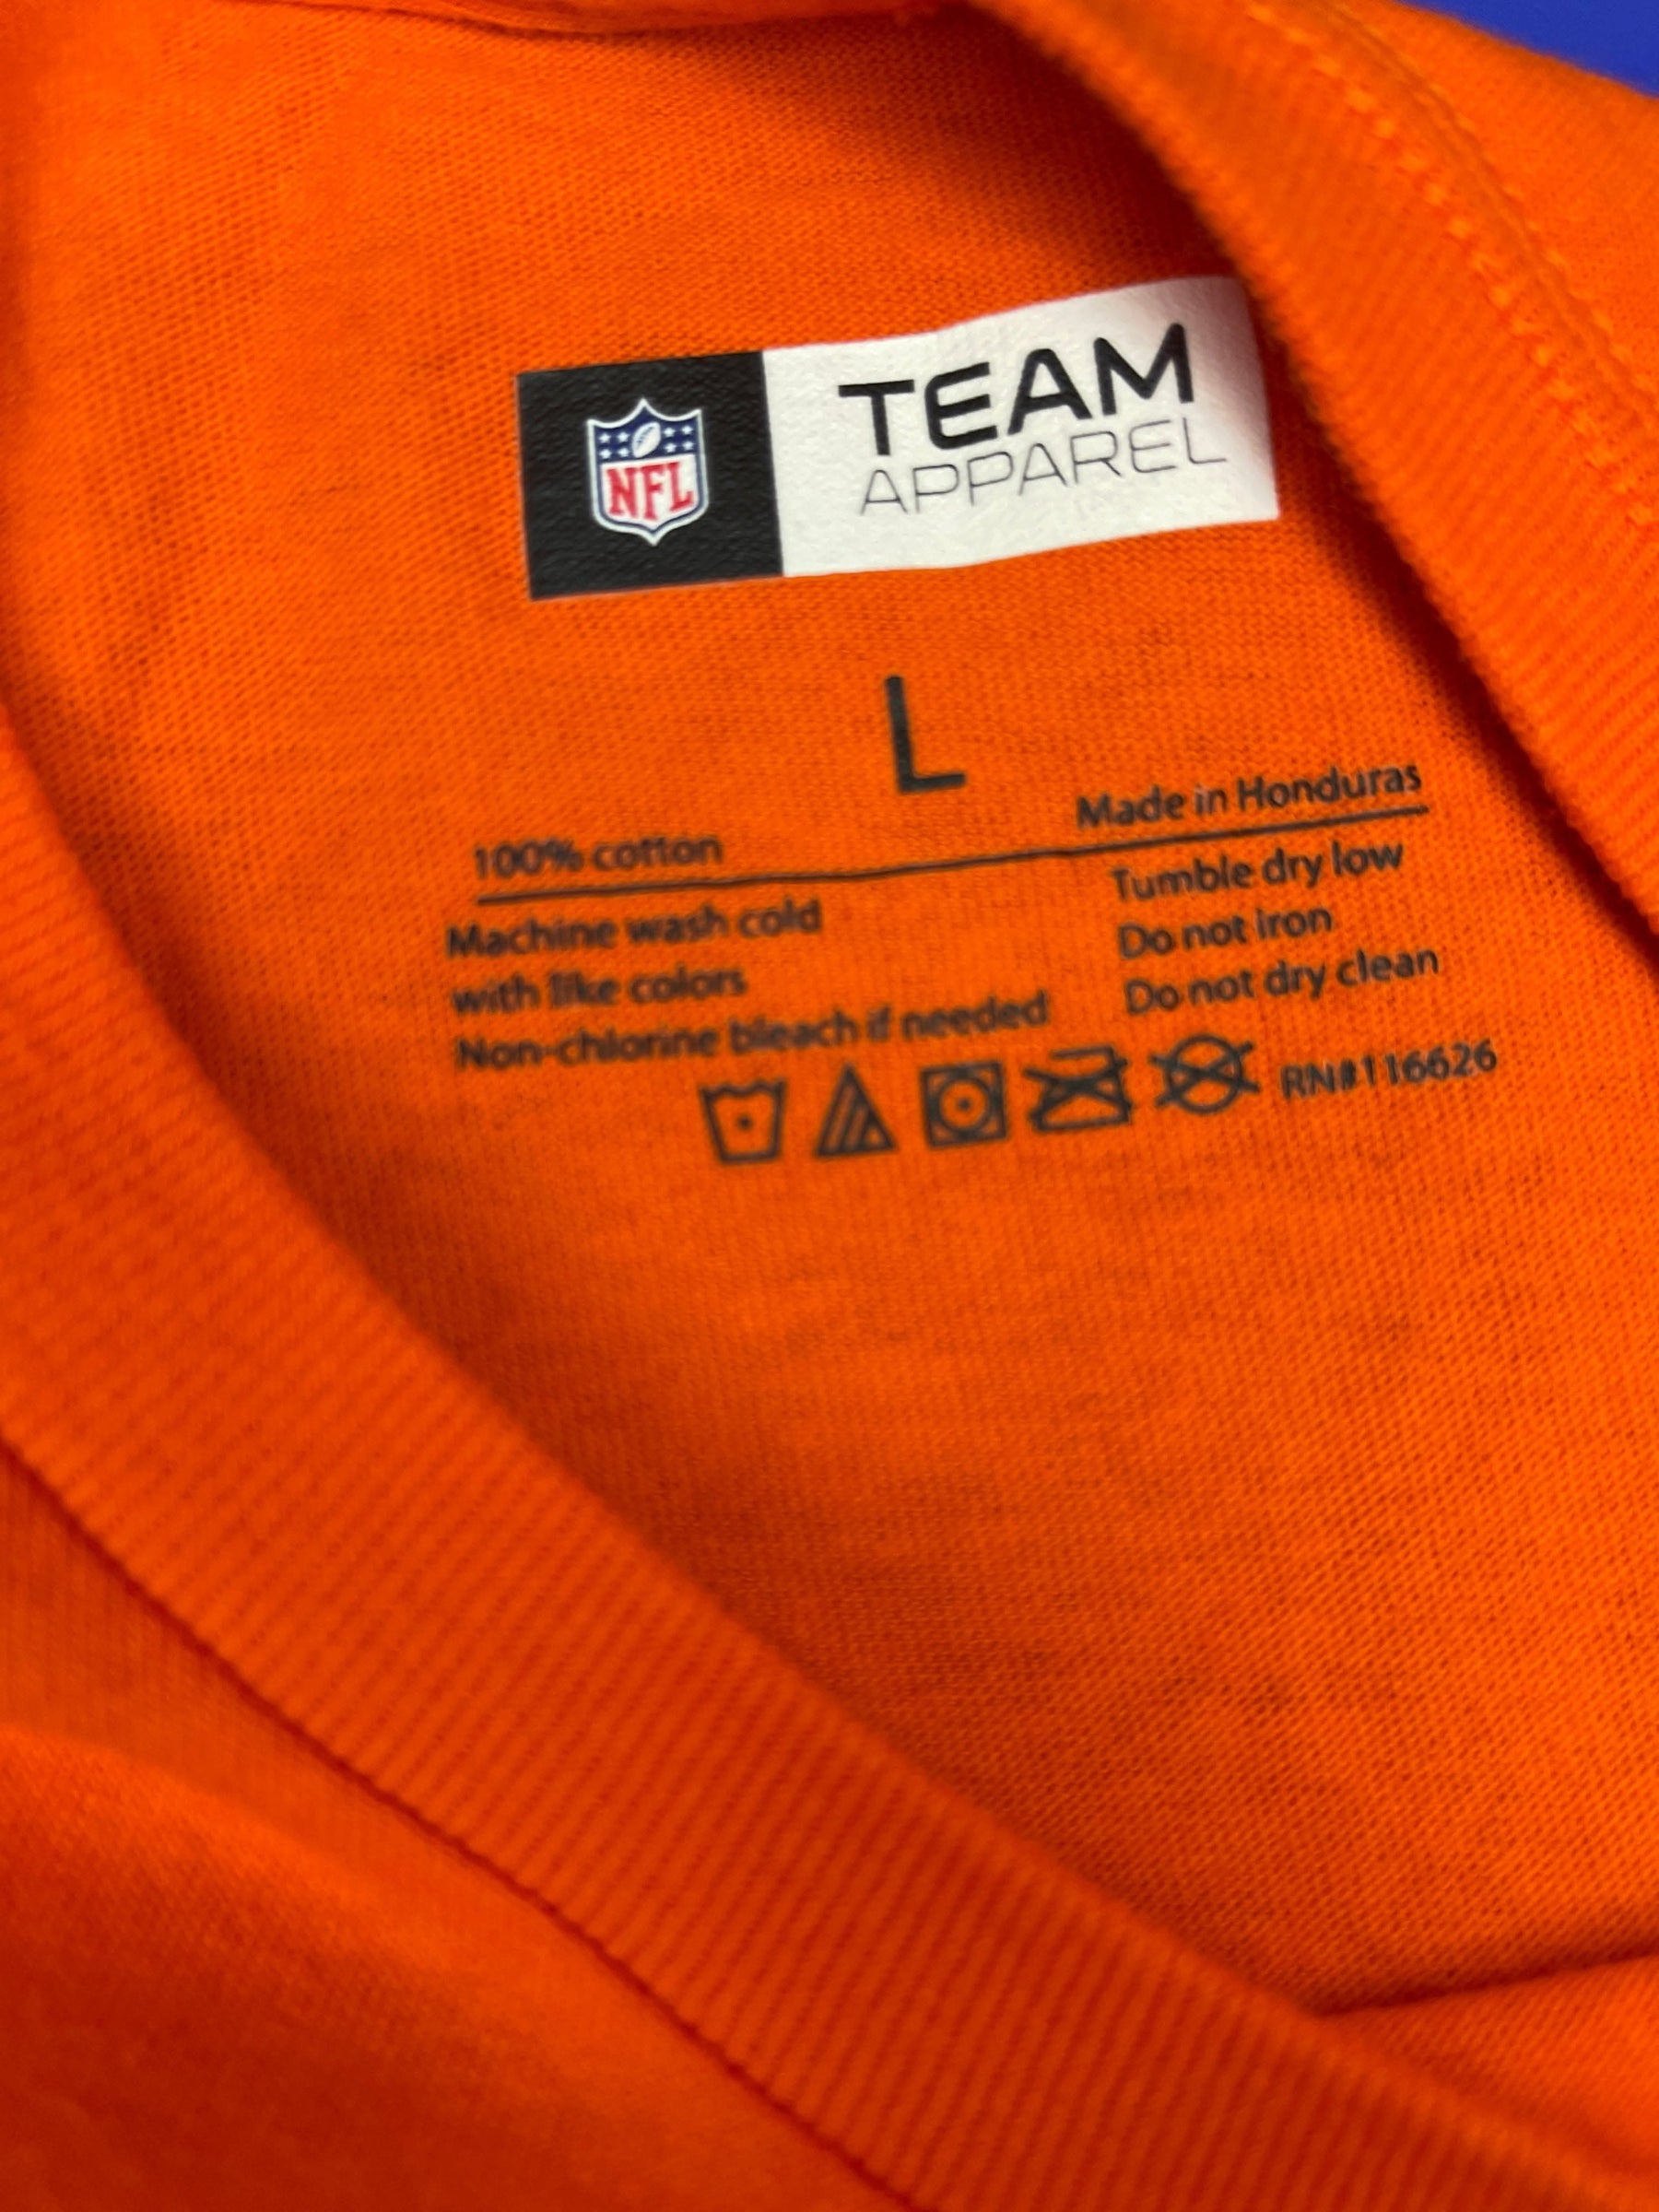 NFL
TEAM
APPAREL
L
100% cotton
Made in Honduras
Machine wash cold
with like colors
Non-chlorine bleach if needed
Tumble dry low
Do not iron
Do not dry clean
RN#116626